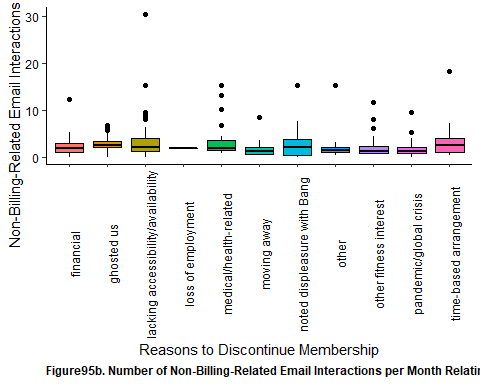 Non-Billing-Related Email Interactions
30
20
10
0
financial
ghosted us
lacking accessibility/availability
loss of employment
medical/health-related
moving away
noted displeasure with Bang
other
other fitness interest
pandemic/global crisis
time-based arrangement
Reasons to Discontinue Membership
Figure95b. Number of Non-Billing-Related Email Interactions per Month Relatin